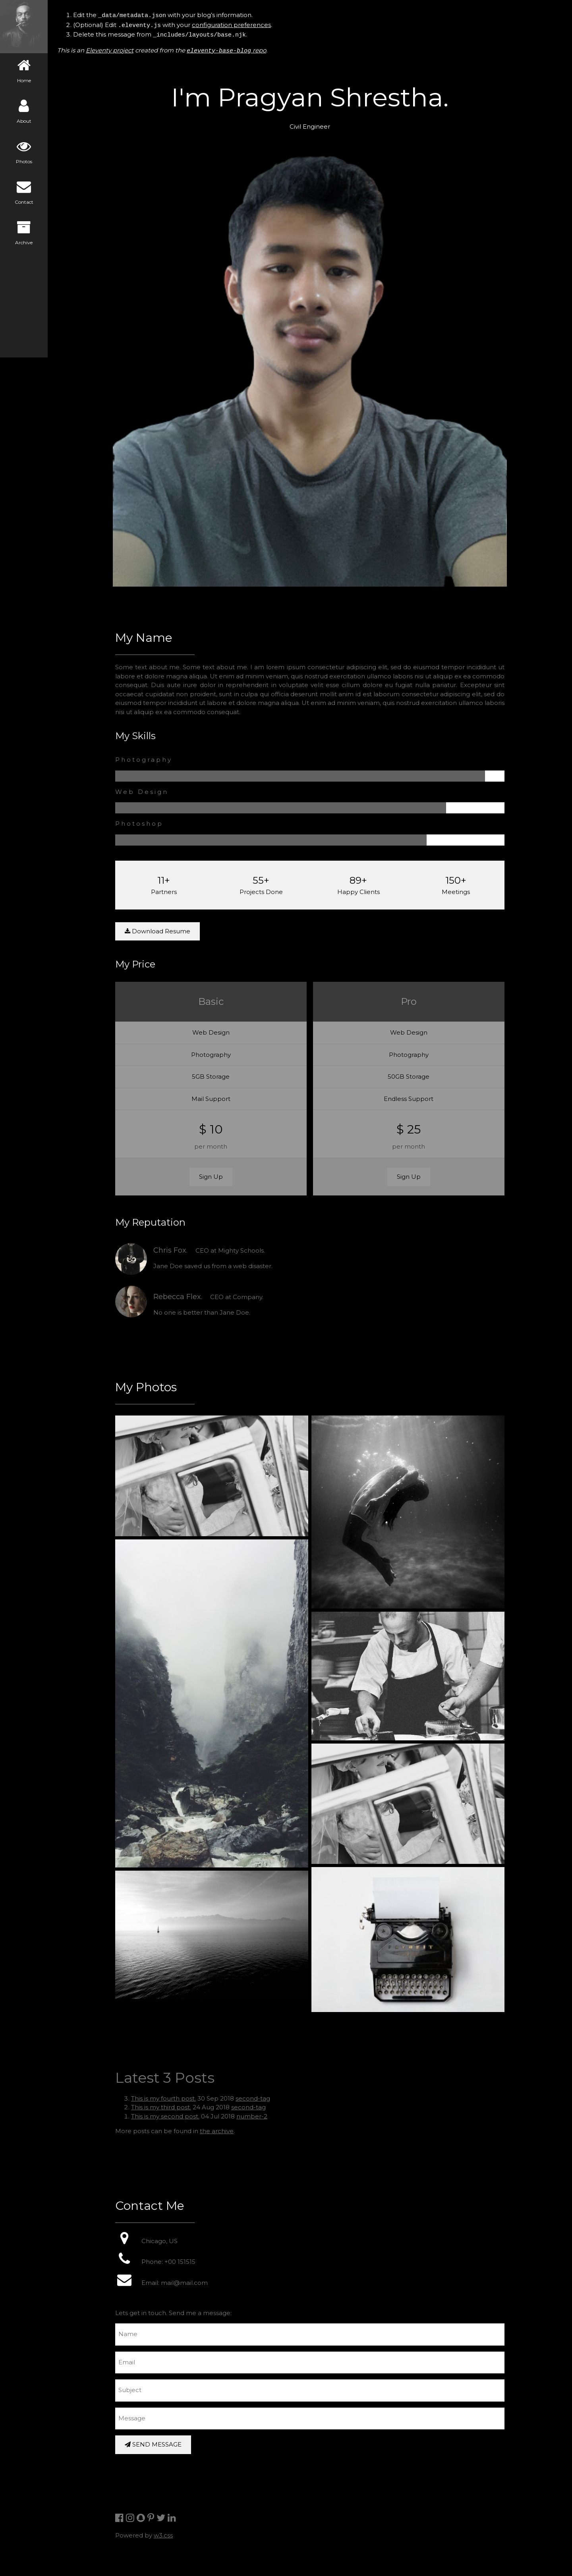 Home
About
Photos
Contact
Archive
1. Edit the _data/metadata.json with your blog's information.
2. (Optional) Edit .eleventy.js with your configuration preferences.
3. Delete this message from _includes/layouts/base.njk.
This is an Eleventy project created from the eleventy-base-blog repo.
I'm Pragyan Shrestha.
Civil Engineer
My Name
Some text about me. Some text about me. I am lorem ipsum consectetur adipiscing elit, sed do eiusmod tempor incididunt ut
labore et dolore magna aliqua. Ut enim ad minim veniam, quis nostrud exercitation ullamco laboris nisi ut aliquip ex ea commodo
consequat. Duis aute irure dolor in reprehenderit in voluptate velit esse cillum dolore eu fugiat nulla pariatur. Excepteur sint
occaecat cupidatat non proident, sunt in culpa qui officia deserunt mollit anim id est laborum consectetur adipiscing elit, sed do
eiusmod tempor incididunt ut labore et dolore magna aliqua. Ut enim ad minim veniam, quis nostrud exercitation ullamco laboris
nisi ut aliquip ex ea commodo consequat.
My Skills
Photography
Web Design
Photoshop
11+ 55+ 89+ 150+
Partners Projects Done Happy Clients Meetings
Download Resume
My Price
Basic Pro
Web Design Web Design
Photography Photography
5GB Storage 50GB Storage
Mail Support Endless Support
$ 10 $ 25
per month per month
Sign Up Sign Up
My Reputation
Chris Fox. CEO at Mighty Schools.
Jane Doe saved us from a web disaster.
Rebecca Flex. CEO at Company.
No one is better than Jane Doe.
My Photos
Latest 3 Posts
3. This is my fourth post. 30 Sep 2018 second-tag
2. This is my third post. 24 Aug 2018 second-tag
1. This is my second post. 04 Jul 2018 number-2
More posts can be found in the archive.
Contact Me
Chicago, US
Phone: +00 151515
Email: mail@mail.com
Lets get in touch. Send me a message:
Name
Email
Subject
Message
SEND MESSAGE
Powered by w3.css